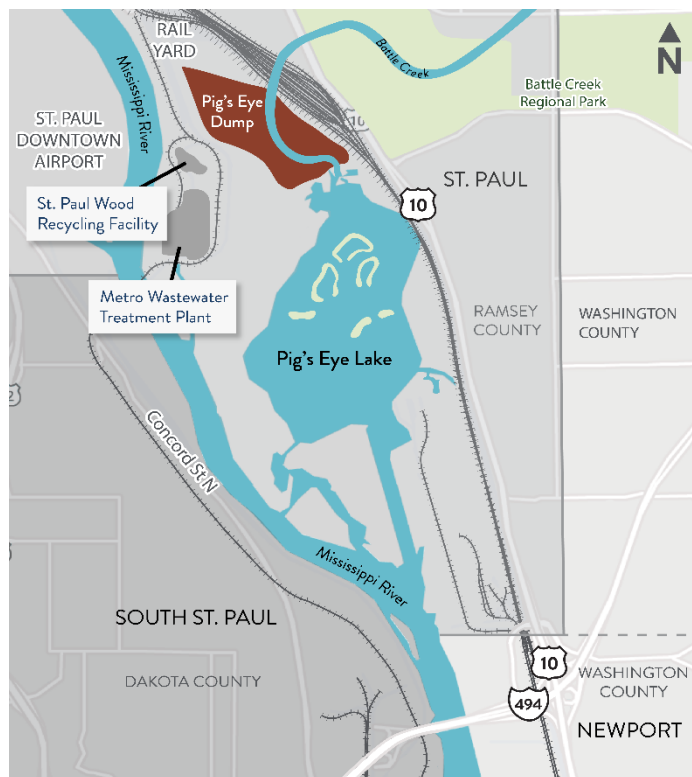 RAIL
YARD
Mississippi River
Battle Creek
N
Pig's Eye
Dump
10
Battle Creek
Regional Park
ST. PAUL
DOWNTOWN
AIRPORT
ST. PAUL
10
St. Paul Wood
Recycling Facility
Metro Wastewater
Treatment Plant
RAMSEY
COUNTY
WASHINGTON
COUNTY
Pig's Eye Lake
Concord St N
Mississippi River
SOUTH ST. PAUL
DAKOTA COUNTY
10
WASHINGTON
COUNTY
494
NEWPORT